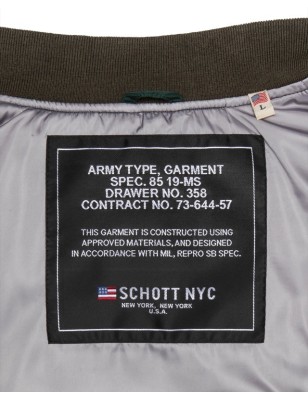 L
ARMY TYPE, GARMENT
SPEC. 85 19-MS
DRAWER NO. 358
CONTRACT NO. 73-644-57
THIS GARMENT IS CONSTRUCTED USING
APPROVED MATERIALS, AND DESIGNED
IN ACCORDANCE WITH MIL, REPRO SB SPEC.
SCHOTT NYC
NEW YORK, NEW YORK
U.S.A.